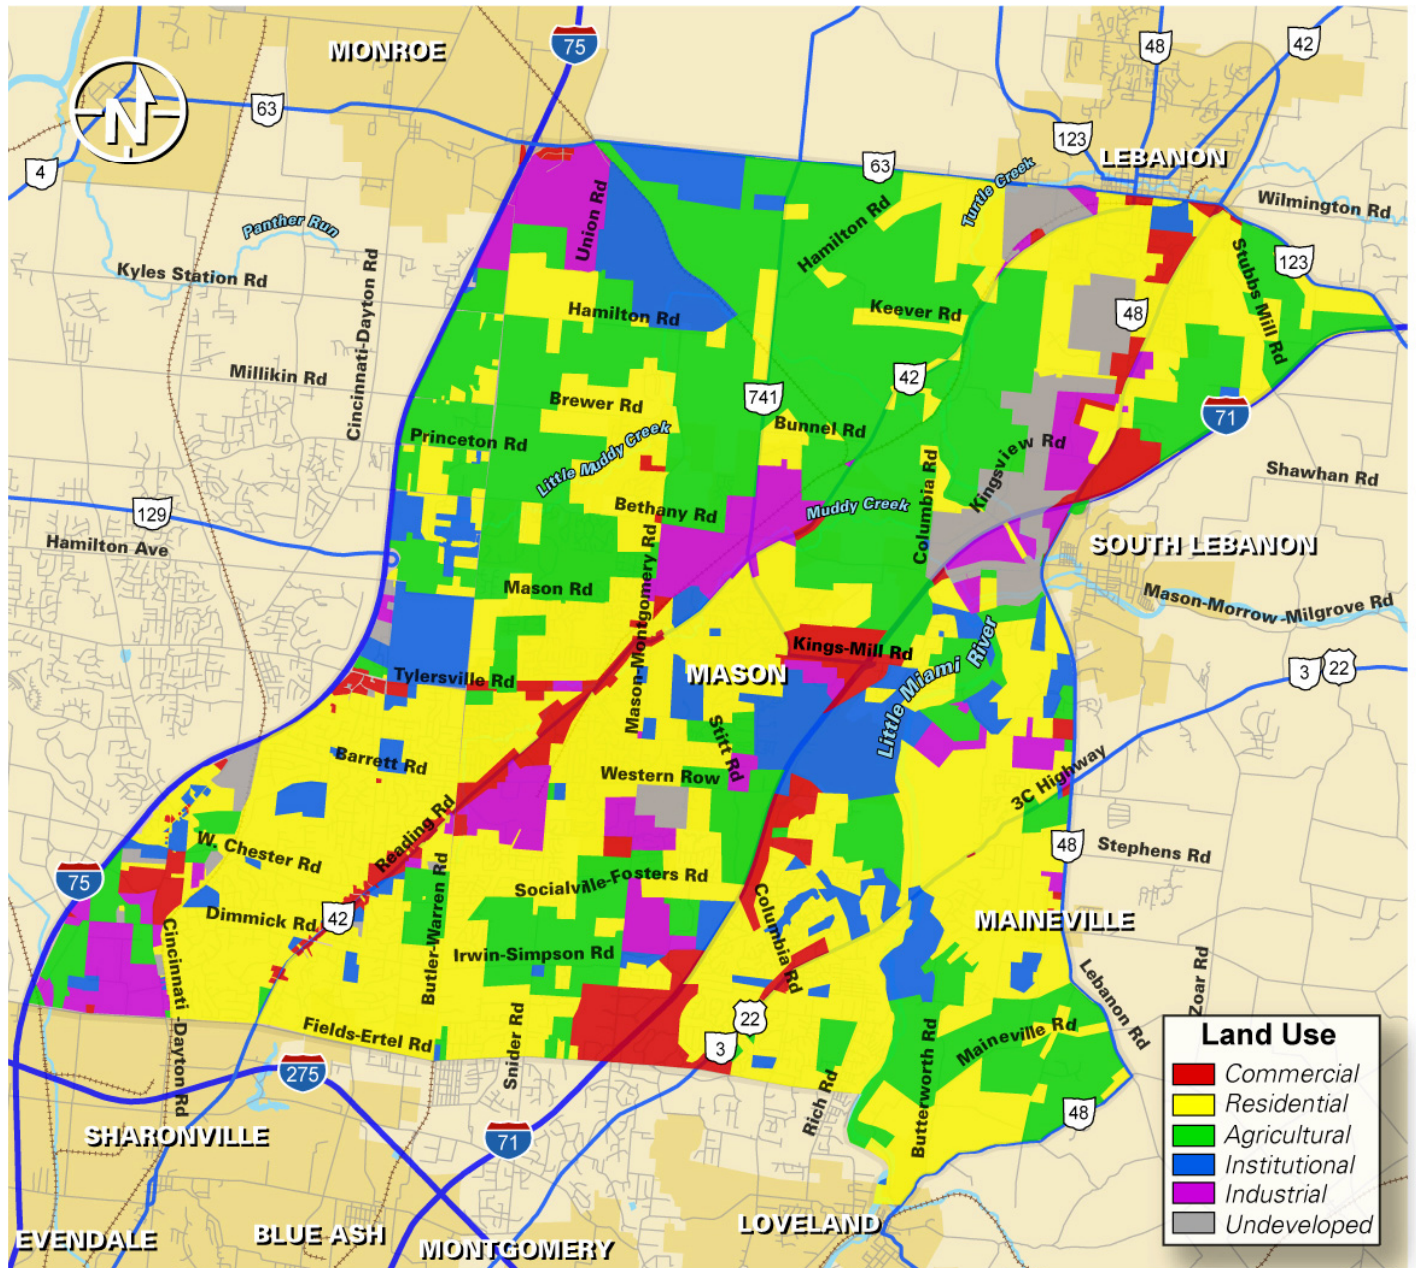 MONROE
75
48
42
N
63
4
123
LEBANON
63
Turtle Creek
Wilmington Rd
Panther Run
Union Rd
Hamilton Rd
Stubbs Mill Rd
123
Kyles Station Rd
Cincinnati-Dayton Rd
Hamilton Rd
Keever Rd
48
Millikin Rd
42
741
Brewer Rd
71
Bunnel Rd
Princeton Rd
Little Muddy Creek
Kingsview Rd
Shawhan Rd
129
Bethany Rd
Muddy Creek
Columbia Rd
Hamilton Ave
SOUTH LEBANON
Mason Rd
Mason-Montgomery Rd
Mason-Morrow-Milgrove Rd
Kings-Mill Rd
Little Miami River
Tylersville Rd
MASON
3
22
Stitt Rd
Barrett Rd
Western Row
3C Highway
Reading Rd
W. Chester Rd
48
Stephens Rd
75
Socialville-Fosters Rd
Butler-Warren Rd
Columbia Rd
Dimmick Rd
42
MAINEVILLE
Cincinnati-Dayton Rd
Irwin-Simpson Rd
Lebanon Rd
Zoar Rd
22
3
Fields-Ertel Rd
Snider Rd
Maineville Rd
Butterworth Rd
Rich Rd
275
48
SHARONVILLE
71
EVENDALE
BLUE ASH
MONTGOMERY
LOVELAND
Land Use
Commercial
Residential
Agricultural
Institutional
Industrial
Undeveloped